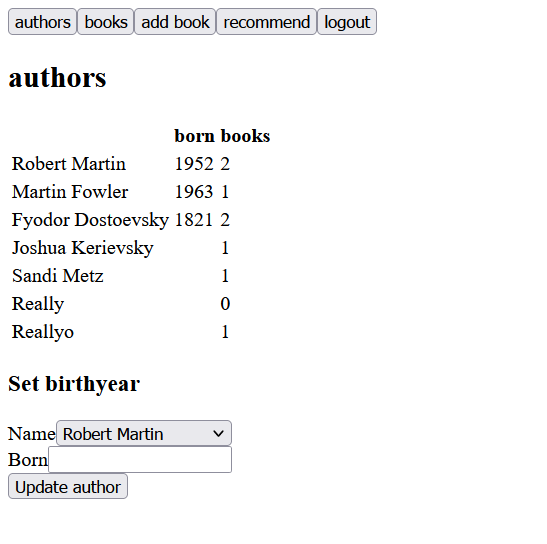 authors books add book recommend logout
authors
born books
Robert Martin 1952 2
Martin Fowler 1963 1
Fyodor Dostoevsky 1821 2
Joshua Kerievsky 1
Sandi Metz 1
Really 0
Reallyo 1
Set birthyear
Name Robert Martin
Born
Update author